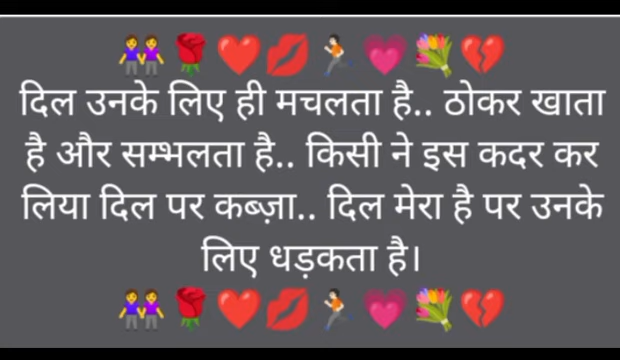 👭🌹❤️💋🏃🏻💗💐💔
दिल उनके लिए ही मचलता है.. ठोकर खाता
है और सम्भलता है.. किसी ने इस कदर कर
लिया दिल पर कब्ज़ा.. दिल मेरा है पर उनके
लिए धड़कता है।
👭🌹❤️💋🏃🏻💗💐💔